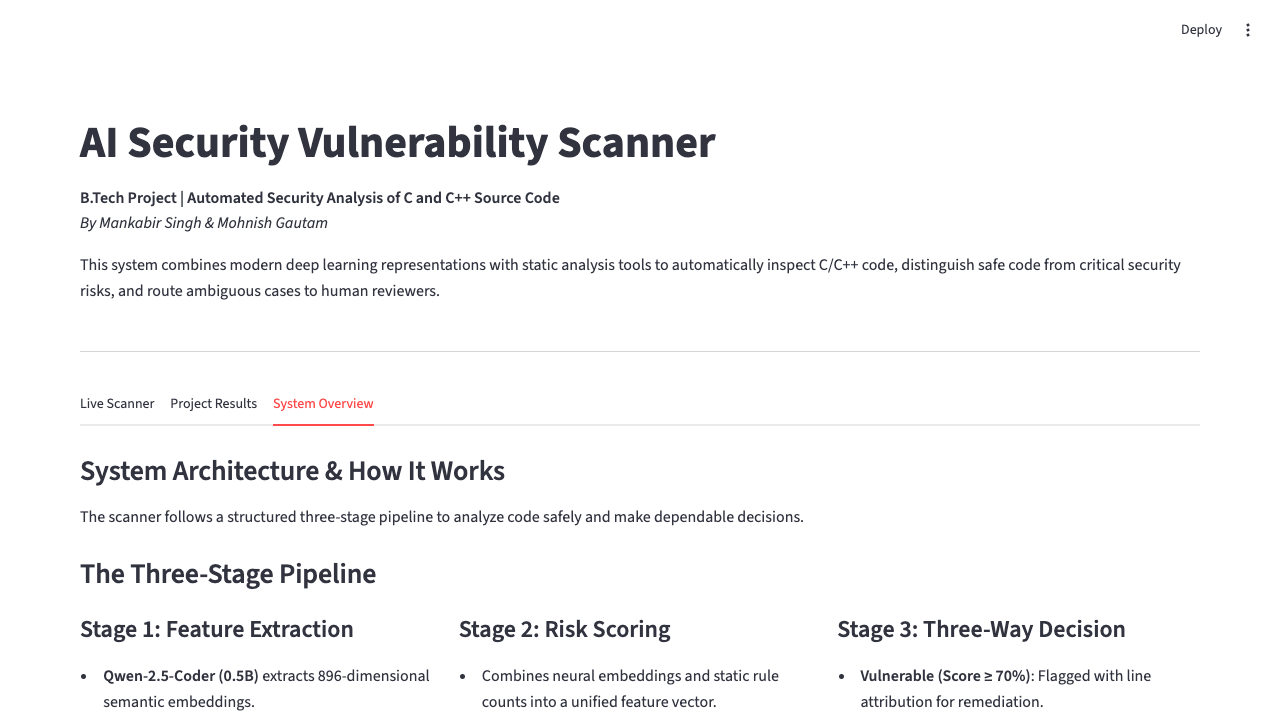 Deploy
AI Security Vulnerability Scanner
B.Tech Project | Automated Security Analysis of C and C++ Source Code
By Mankabir Singh & Mohnish Gautam
This system combines modern deep learning representations with static analysis tools to automatically inspect C/C++ code, distinguish safe code from critical security
risks, and route ambiguous cases to human reviewers.
Live Scanner Project Results System Overview
System Architecture & How It Works
The scanner follows a structured three-stage pipeline to analyze code safely and make dependable decisions.
The Three-Stage Pipeline
Stage 1: Feature Extraction
• Qwen-2.5-Coder (0.5B) extracts 896-dimensional
semantic embeddings.
Stage 2: Risk Scoring
• Combines neural embeddings and static rule
counts into a unified feature vector.
Stage 3: Three-Way Decision
• Vulnerable (Score ≥ 70%): Flagged with line
attribution for remediation.